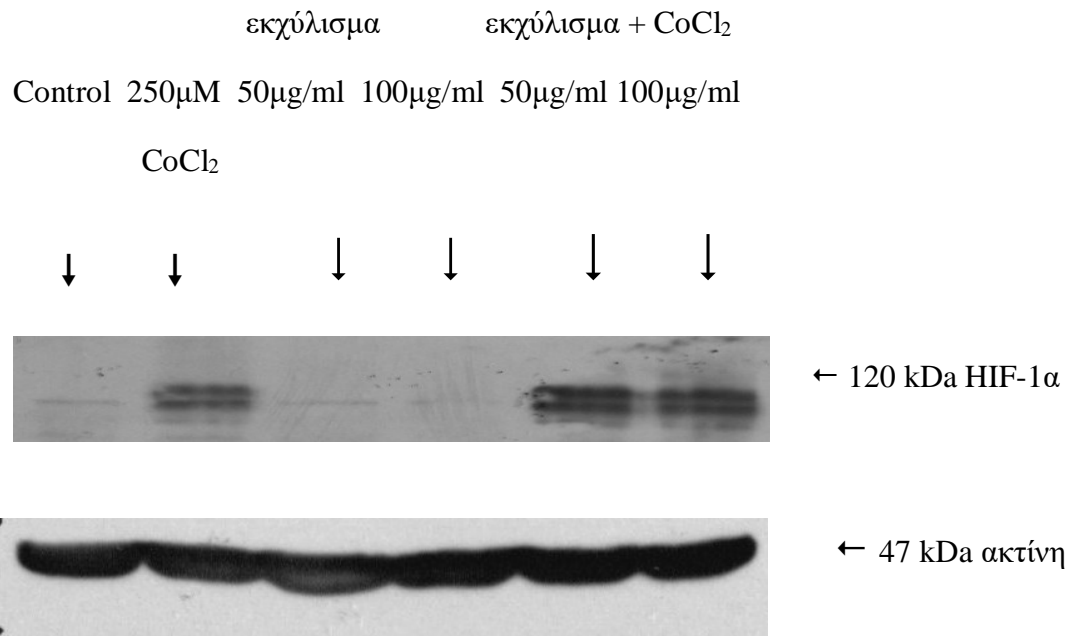 εκχύλισμα εκχύλισμα + CoCl₂
Control 250μM 50μg/ml 100μg/ml 50μg/ml 100μg/ml
CoCl₂
← 120 kDa HIF-1α
← 47 kDa ακτίνη